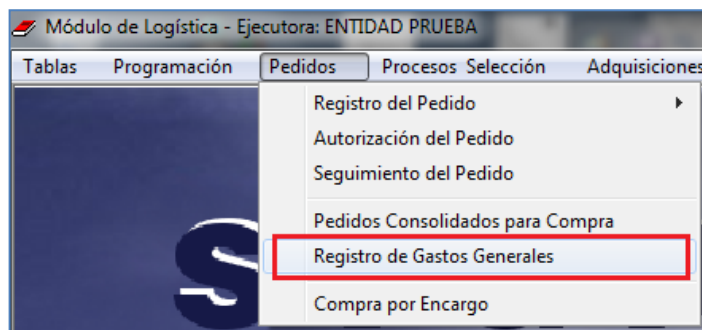 Módulo de Logística - Ejecutora: ENTIDAD PRUEBA
Tablas Programación Pedidos Procesos Selección Adquisiciones
Registro del Pedido
Autorización del Pedido
Seguimiento del Pedido
Pedidos Consolidados para Compra
Registro de Gastos Generales
Compra por Encargo
S